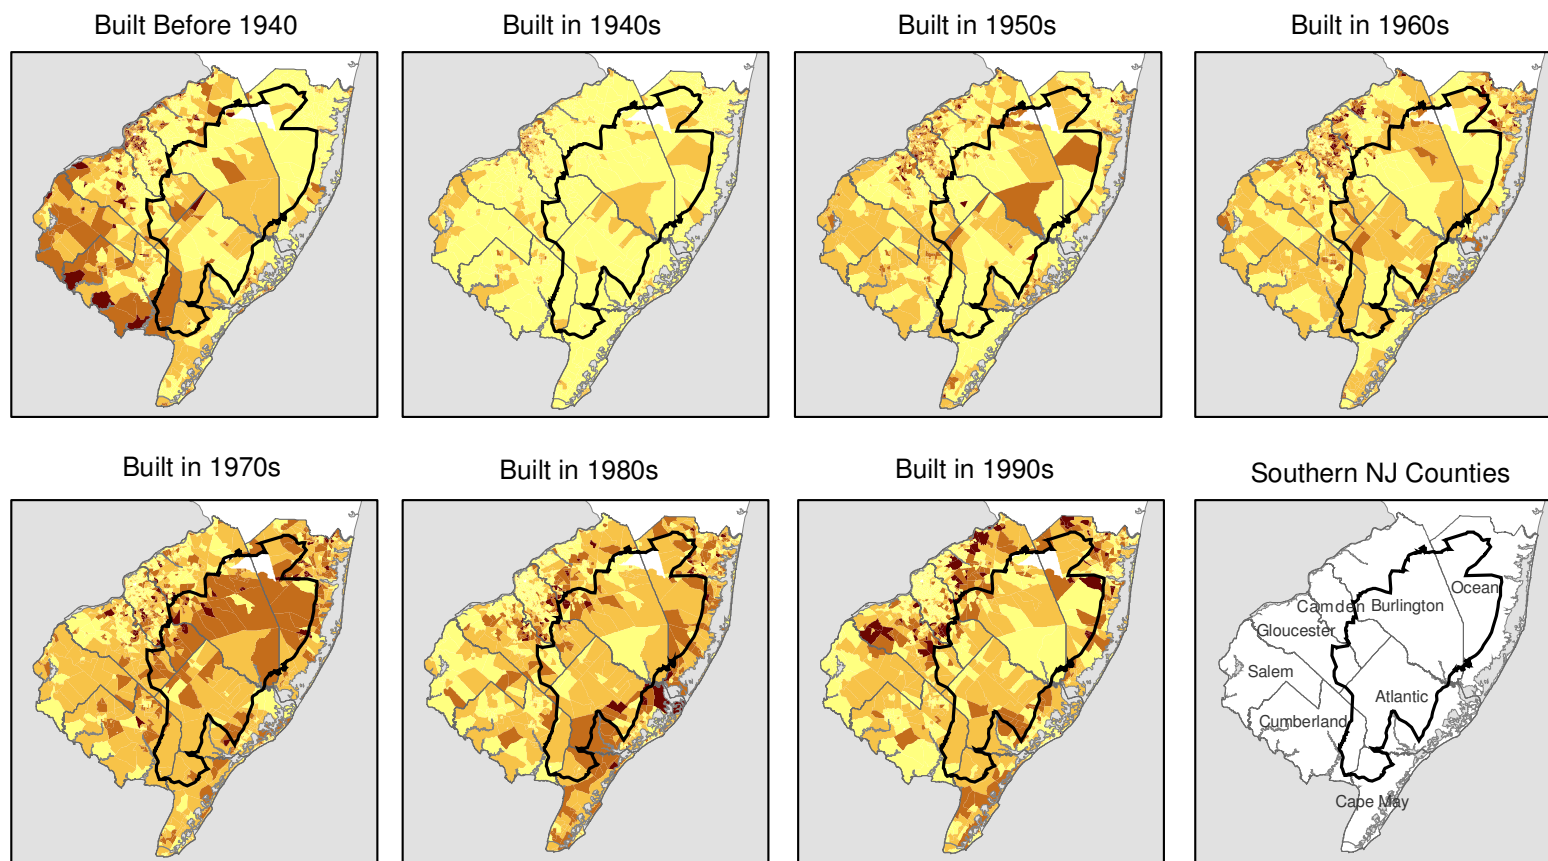 Built Before 1940
Built in 1940s
Built in 1950s
Built in 1960s
Built in 1970s
Built in 1980s
Built in 1990s
Southern NJ Counties
Ocean
Camden
Burlington
Gloucester
Salem
Atlantic
Cumberland
Cape May